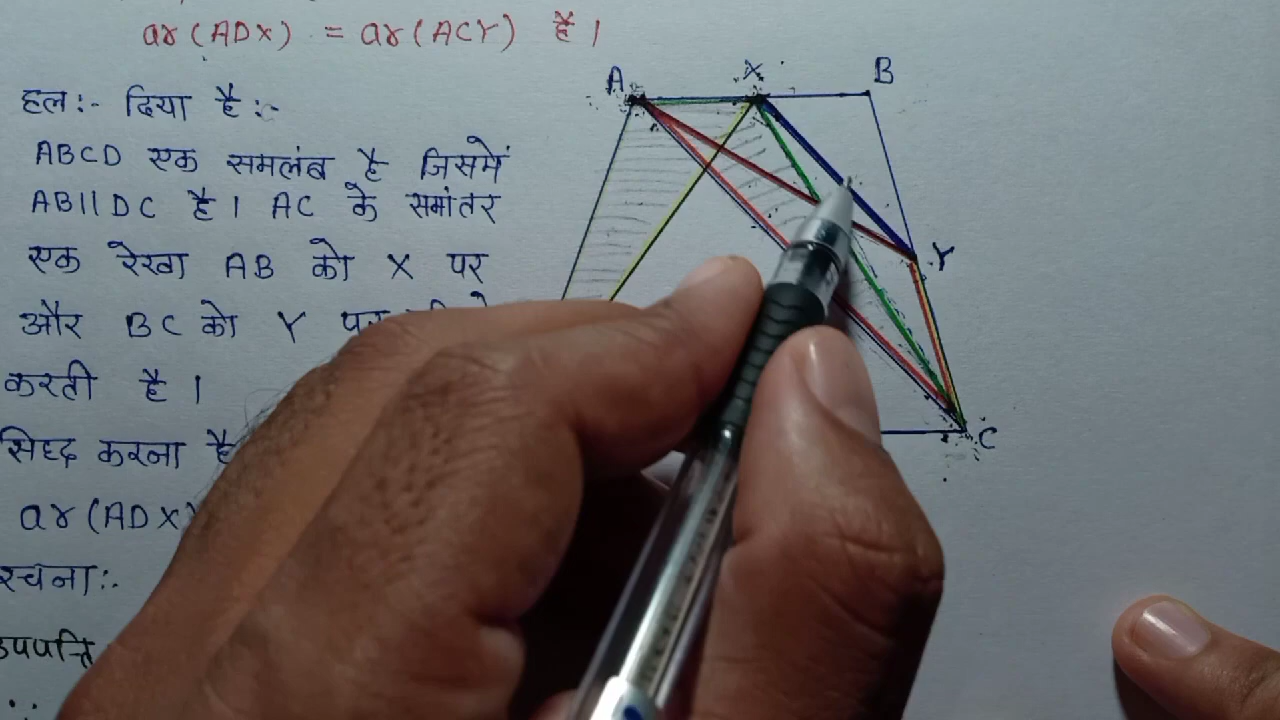 ar(ADX) = ar(ACY) है।
हल:- दिया है:-
ABCD एक समलंब है जिसमें
AB||DC है। AC के समांतर
एक रेखा AB को X पर
और BC को Y
करती है।
सिध्द करना है
ar(ADX)
रचना:-
उपपत्ति
∵
A
X
B
Y
C